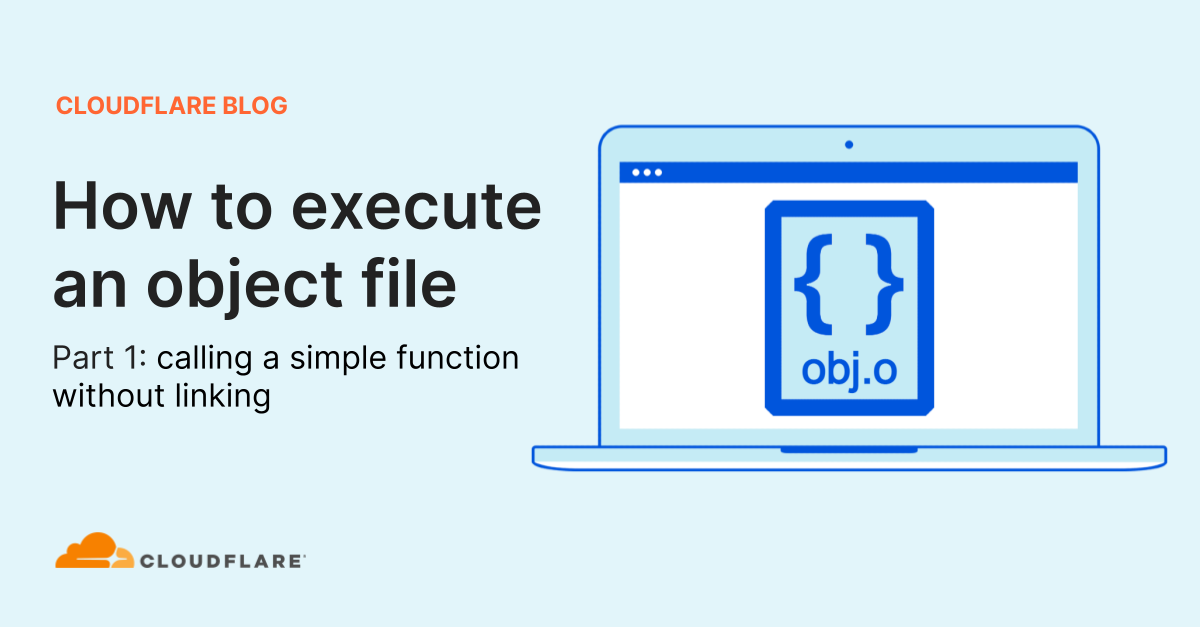 CLOUDFLARE BLOG
How to execute
an object file
Part 1: calling a simple function
without linking
{ }
obj.o
CLOUDFLARE